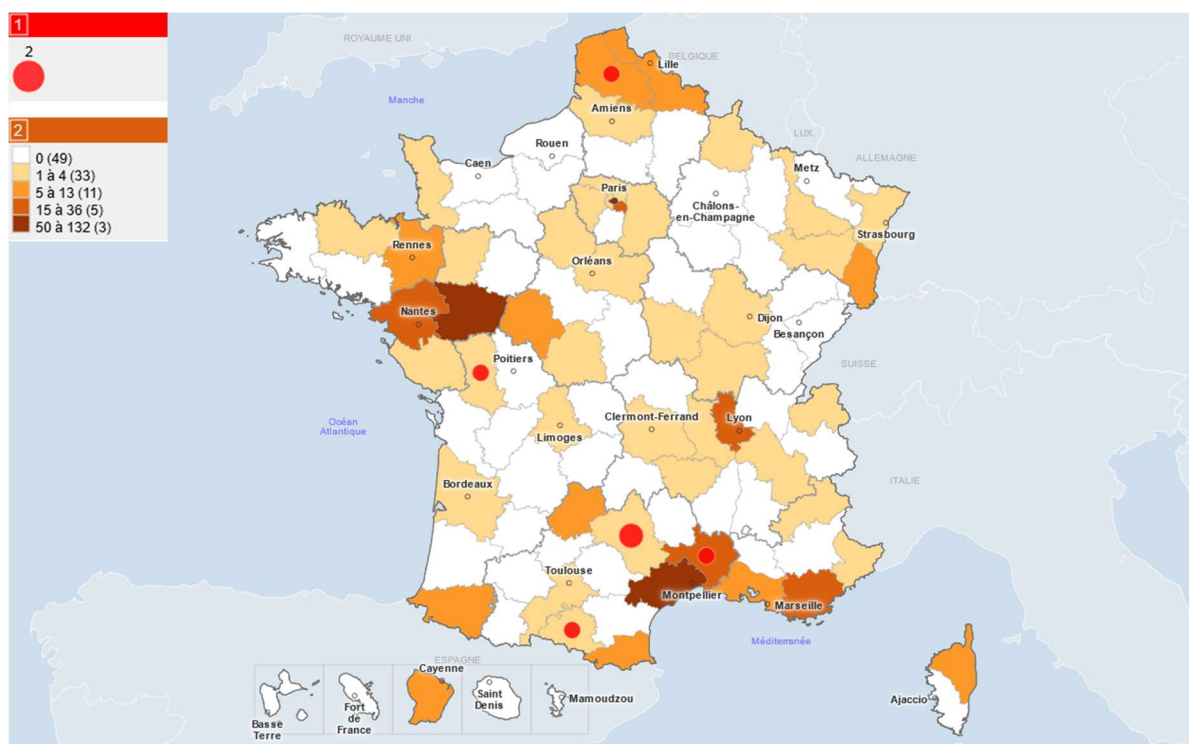 1
2
2
0 (49)
1 à 4 (33)
5 à 13 (11)
15 à 36 (5)
50 à 132 (3)
ROYAUME UNI
BELGIQUE
Lille
Manche
Amiens
Rouen
LUX.
Caen
Metz
ALLEMAGNE
Paris
Châlons-
en-Champagne
Strasbourg
Rennes
Orléans
Nantes
Dijon
Besançon
Poitiers
SUISSE
Clermont-Ferrand
Lyon
Océan
Atlantique
Limoges
Bordeaux
ITALIE
Toulouse
Montpellier
Marseille
Méditerranée
ESPAGNE
Cayenne
Saint
Denis
Mamoudzou
Fort
de
France
Basse
Terre
Ajaccio